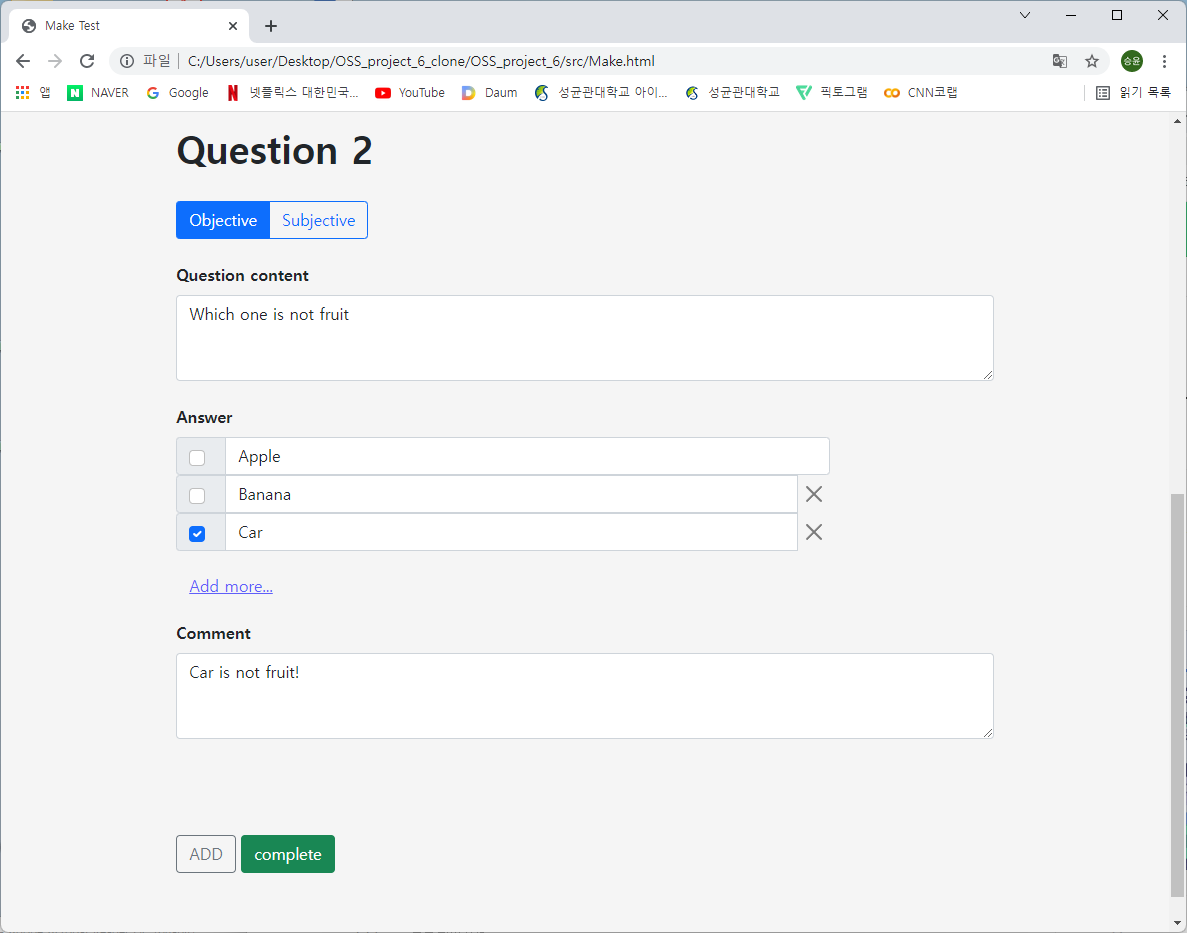 Make Test
파일 C:/Users/user/Desktop/OSS_project_6_clone/OSS_project_6/src/Make.html 승윤
앱 NAVER Google 넷플릭스 대한민국... YouTube Daum 성균관대학교 아이... 성균관대학교 픽토그램 CNN코랩 읽기 목록
Question 2
Objective Subjective
Question content
Which one is not fruit
Answer
Apple
Banana
Car
Add more...
Comment
Car is not fruit!
ADD complete